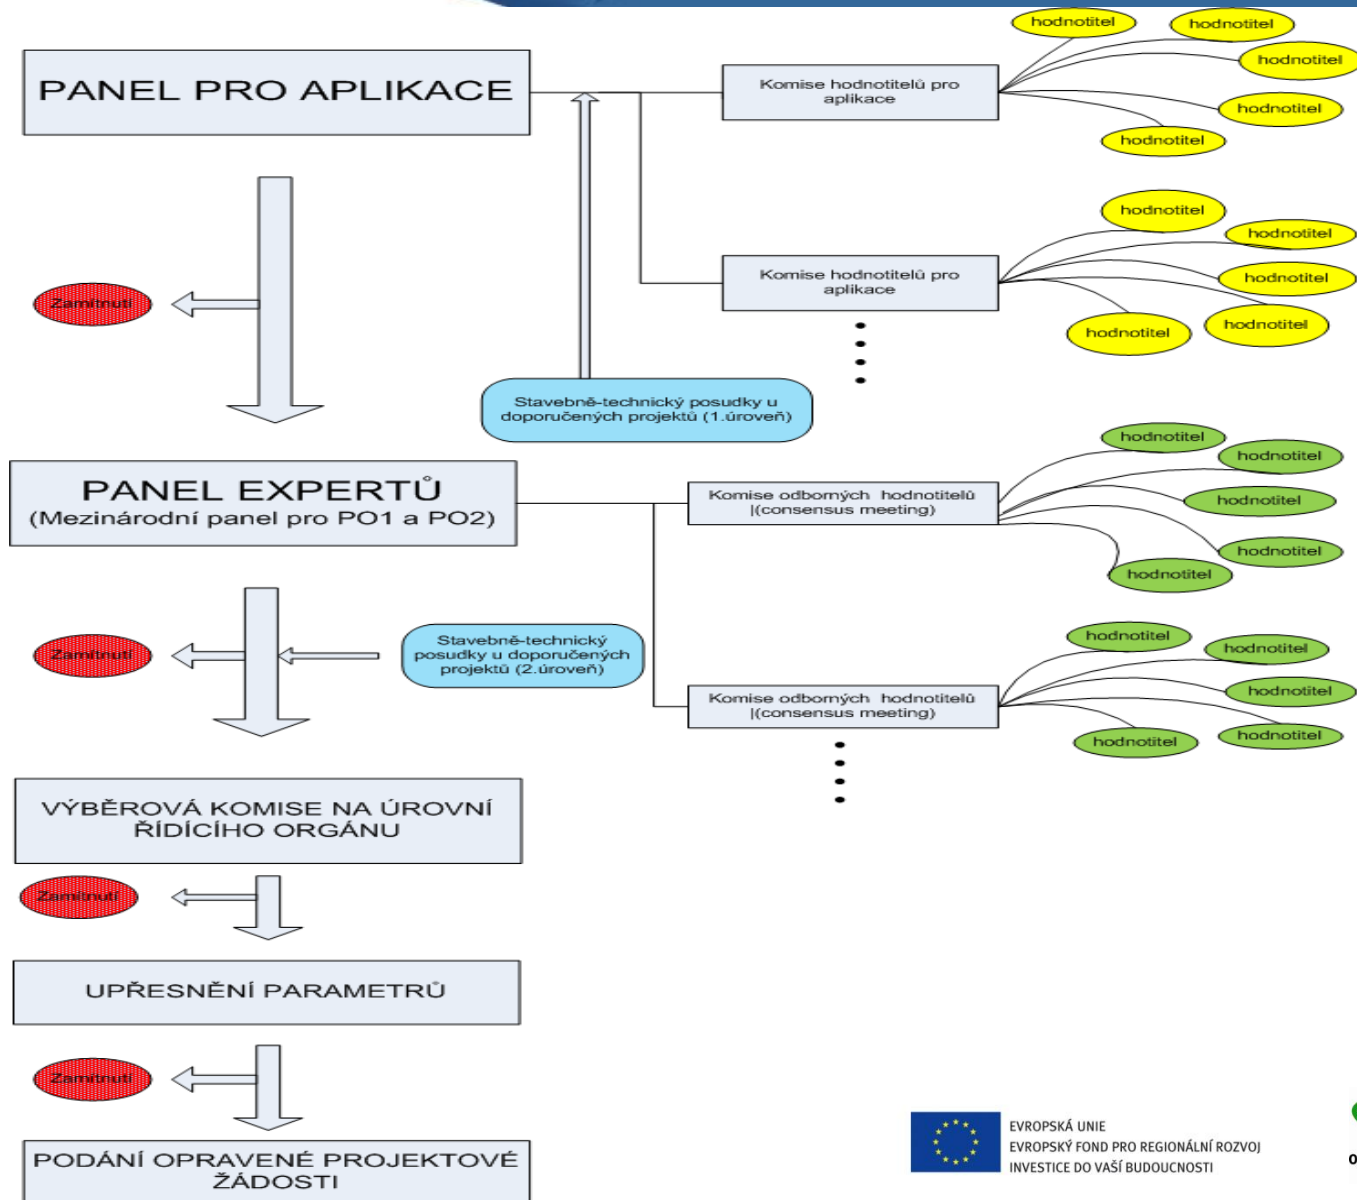 PANEL PRO APLIKACE
Komise hodnotitelů pro
aplikace
hodnotitel
hodnotitel
hodnotitel
hodnotitel
hodnotitel
Komise hodnotitelů pro
aplikace
hodnotitel
hodnotitel
hodnotitel
hodnotitel
hodnotitel
Zamítnutí
Stavebně-technický posudky u
doporučených projektů (1.úroveň)
PANEL EXPERTŮ
(Mezinárodní panel pro PO1 a PO2)
Komise odborných hodnotitelů
|(consensus meeting)
hodnotitel
hodnotitel
hodnotitel
hodnotitel
hodnotitel
Zamítnutí
Stavebně-technický
posudky u doporučených
projektů (2.úroveň)
Komise odborných hodnotitelů
|(consensus meeting)
hodnotitel
hodnotitel
hodnotitel
hodnotitel
hodnotitel
VÝBĚROVÁ KOMISE NA ÚROVNÍ
ŘÍDÍCÍHO ORGÁNU
Zamítnutí
UPŘESNĚNÍ PARAMETRŮ
Zamítnutí
PODÁNÍ OPRAVENÉ PROJEKTOVÉ
ŽÁDOSTI
EVROPSKÁ UNIE
EVROPSKÝ FOND PRO REGIONÁLNÍ ROZVOJ
INVESTICE DO VAŠÍ BUDOUCNOSTI